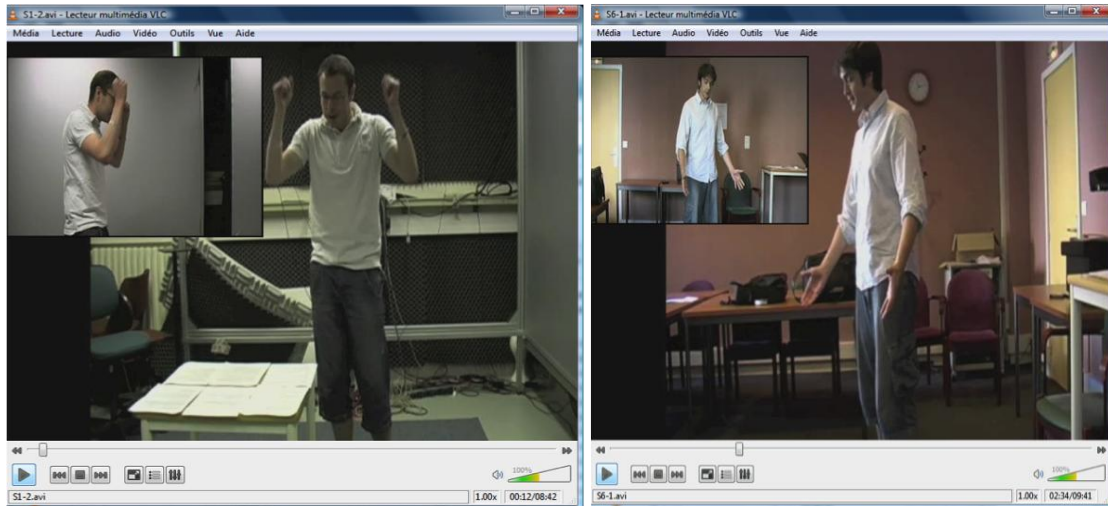 S1-2.avi - Lecteur multimédia VLC
Média Lecture Audio Vidéo Outils Vue Aide
100%
S1-2.avi 1.00x 00:12/08:42
S6-1.avi - Lecteur multimédia VLC
Média Lecture Audio Vidéo Outils Vue Aide
100%
S6-1.avi 1.00x 02:34/09:41